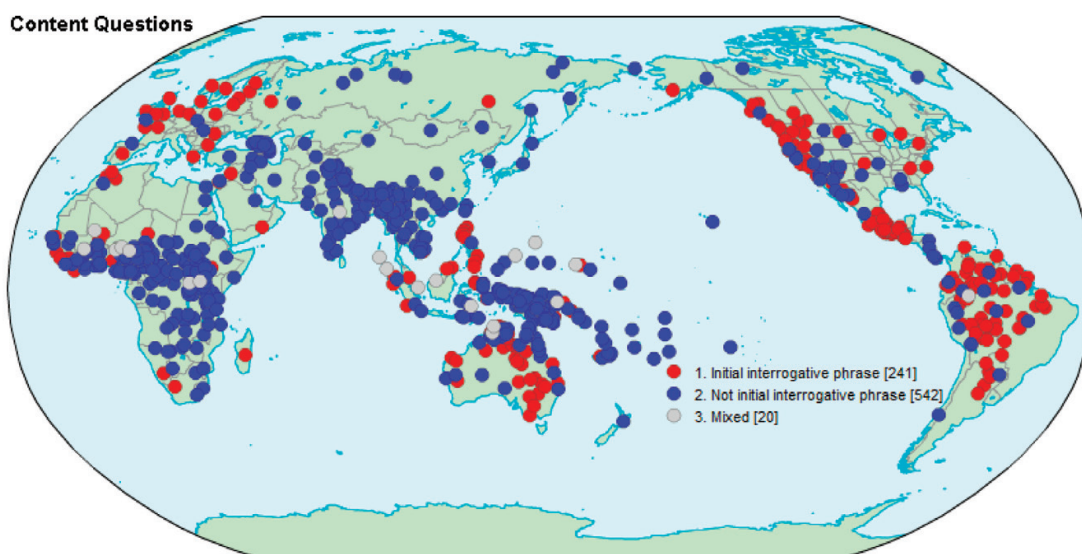 Content Questions
1. Initial interrogative phrase [241]
2. Not initial interrogative phrase [542]
3. Mixed [20]